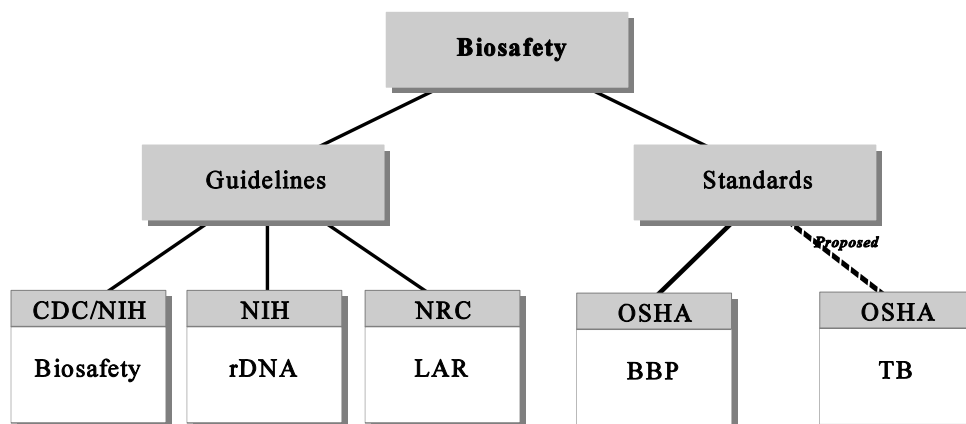 Biosafety
Guidelines
Standards
Proposed
CDC/NIH
NIH
NRC
OSHA
OSHA
Biosafety
rDNA
LAR
BBP
TB